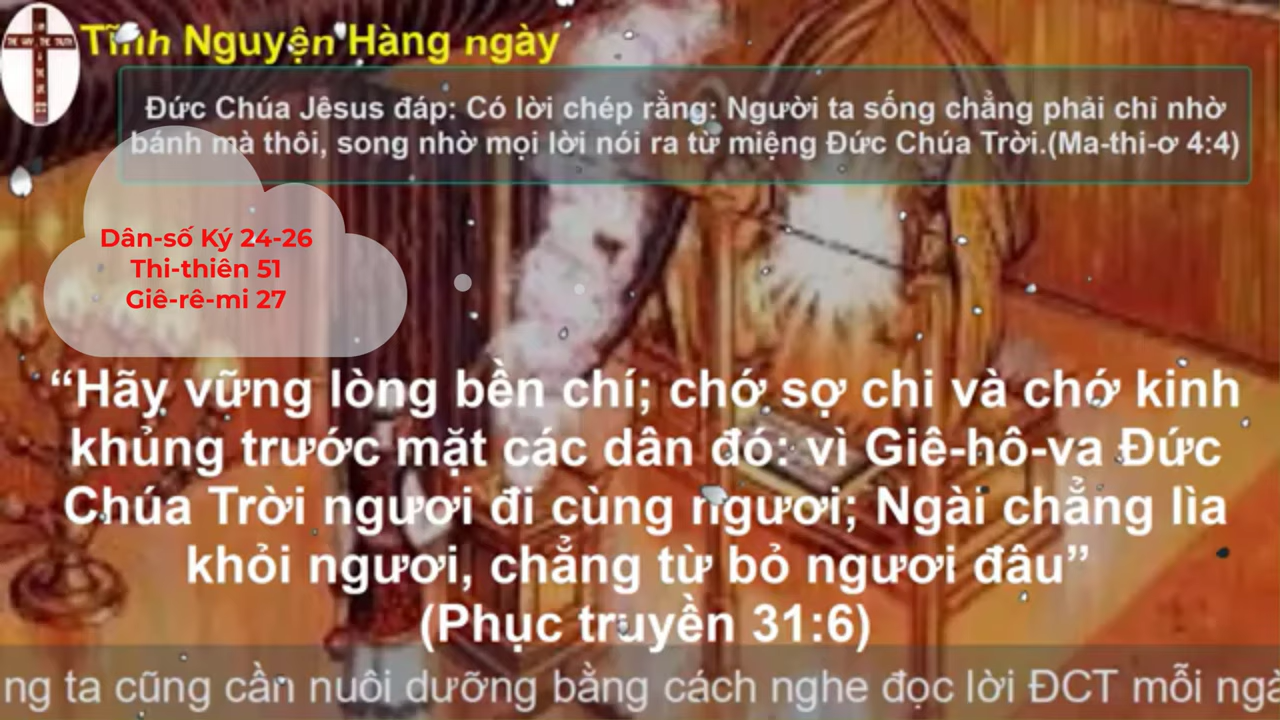 Tĩnh Nguyện Hàng ngày
Đức Chúa Jêsus đáp: Có lời chép rằng: Người ta sống chẳng phải chỉ nhờ
bánh mà thôi, song nhờ mọi lời nói ra từ miệng Đức Chúa Trời.(Ma-thi-ơ 4:4)
Dân-số Ký 24-26
Thi-thiên 51
Giê-rê-mi 27
“Hãy vững lòng bền chí; chớ sợ chi và chớ kinh
khủng trước mặt các dân đó: vì Giê-hô-va Đức
Chúa Trời ngươi đi cùng ngươi; Ngài chẳng lìa
khỏi ngươi, chẳng từ bỏ ngươi đâu”
(Phục truyền 31:6)
ng ta cũng cần nuôi dưỡng bằng cách nghe đọc lời ĐCT mỗi ngà